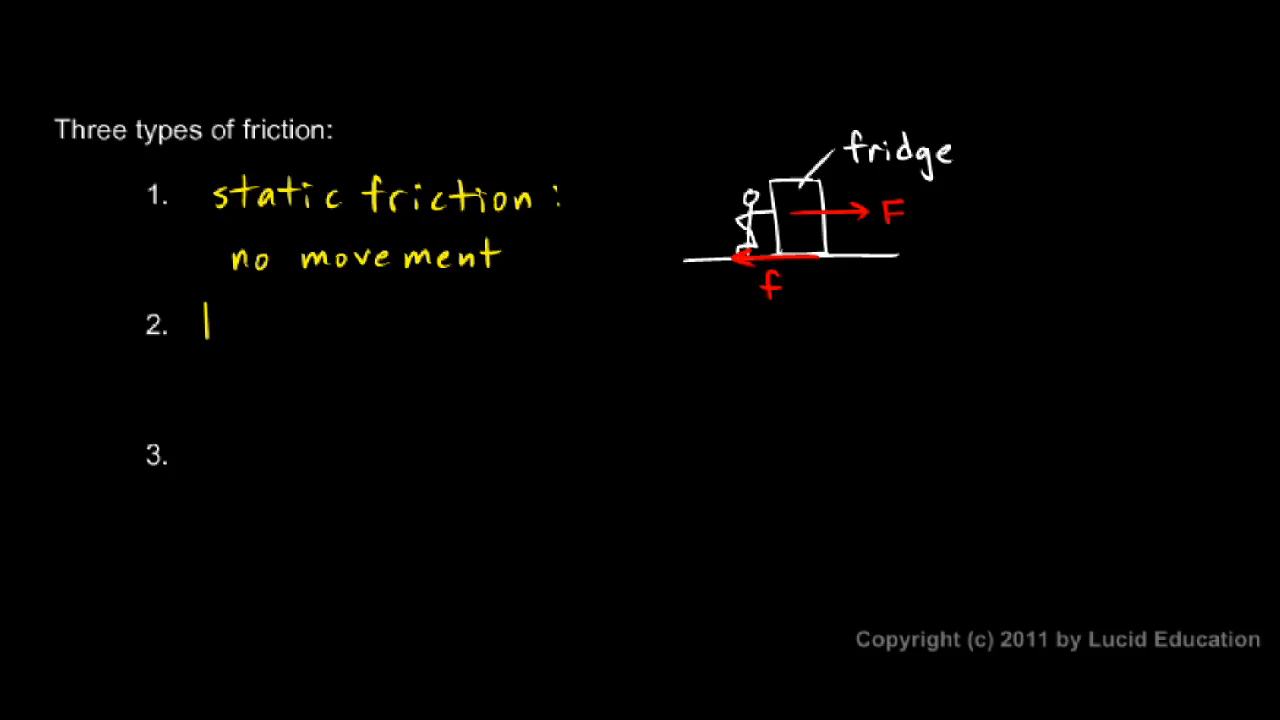 Three types of friction:
1. static friction :
no movement
fridge
F
f
2.
3.
Copyright (c) 2011 by Lucid Education